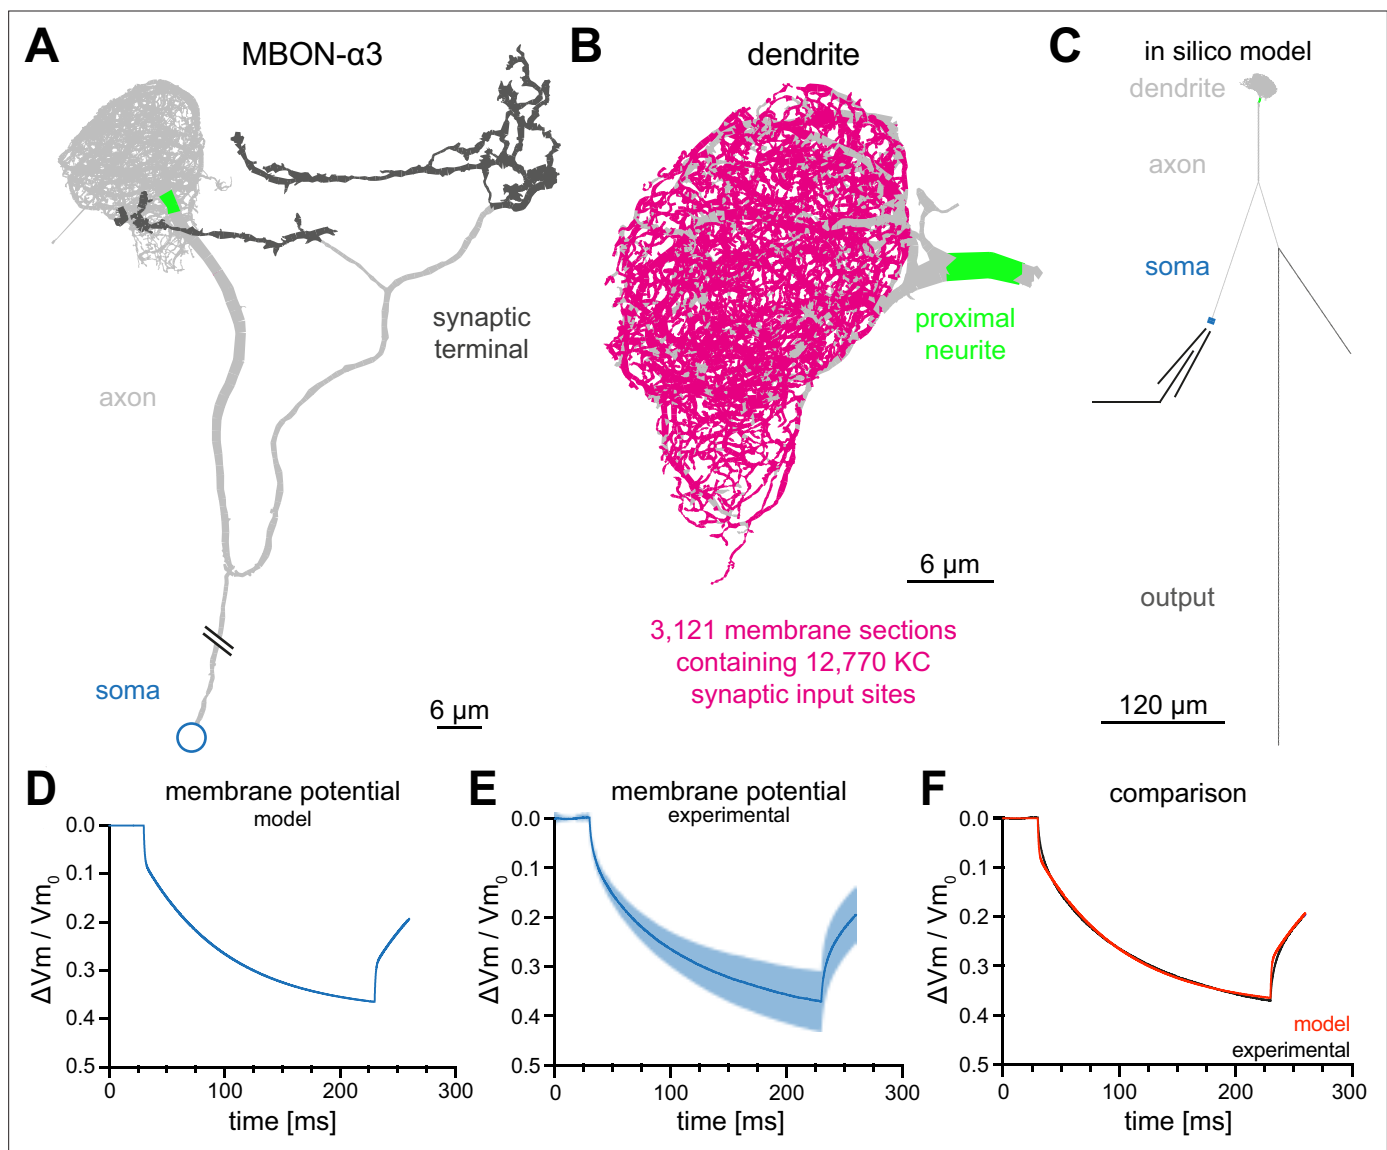 A
MBON-α3
synaptic
terminal
axon
soma
6 µm
B
dendrite
proximal
neurite
6 µm
3,121 membrane sections
containing 12,770 KC
synaptic input sites
C
in silico model
dendrite
axon
soma
output
120 µm
D
membrane potential
model
0.0
0.1
0.2
0.3
0.4
0.5
ΔVm / Vm0
0
100
200
300
time [ms]
E
membrane potential
experimental
0.0
0.1
0.2
0.3
0.4
0.5
ΔVm / Vm0
0
100
200
300
time [ms]
F
comparison
0.0
0.1
0.2
0.3
0.4
0.5
ΔVm / Vm0
model
experimental
0
100
200
300
time [ms]